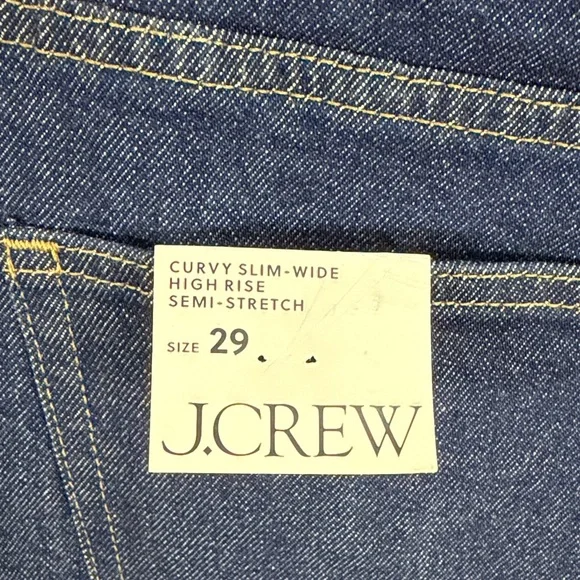 CURVY SLIM-WIDE
HIGH RISE
SEMI-STRETCH
SIZE 29
J.CREW